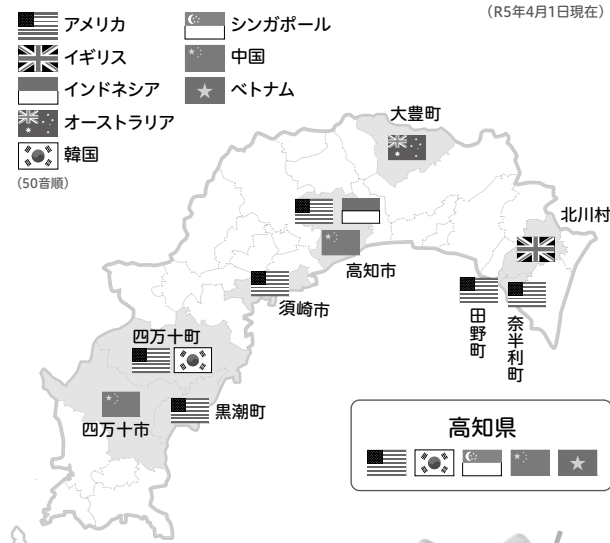 (R5年4月1日現在)
アメリカ
シンガポール
イギリス
中国
インドネシア
ベトナム
オーストラリア
韓国
(50音順)
大豊町
北川村
高知市
須崎市
田野町
奈半利町
四万十町
黒潮町
四万十市
高知県